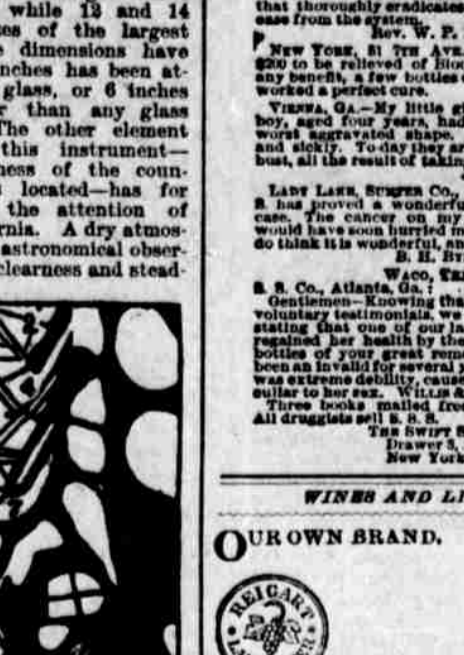 while 13 and 14
of the largest
dimensions have
inches has been at-
glass, or 6 inches
than any glass
The other element
this instrument—
ness of the coun-
located—has for
the attention of
rnia. A dry atmos-
astronomical obser-
clearness and stead-
that thoroughly eradicates
ease from the system.
Rev. W. P.
NEW YORK, 51 7TH AVE.
$200 to be relieved of Bloo
any benefit, a few bottles
worked a perfect cure.
VIENNA, GA.—My little gi
boy, aged four years, had
worst aggravated shape.
and sickly. To-day they ar
bust, all the result of takin
LADY LAKE, SUMTER CO.,
S. has proved a wonderfu
case. The cancer on my
would have soon hurried m
do think it is wonderful, an
B. H. BY
WACO, TE
S. S. Co., Atlanta, Ga.:
Gentlemen—Knowing tha
voluntary testimonials, we
stating that one of our la
regained her health by the
bottles of your great rem
been an invalid for several y
was extreme debility, cause
culiar to her sex. WILLIS &
Three books mailed free
All druggists sell S. S. S.
THE SWIFT S
Drawer 3,
New York
WINES AND LI
OUR OWN BRAND.
REIGART